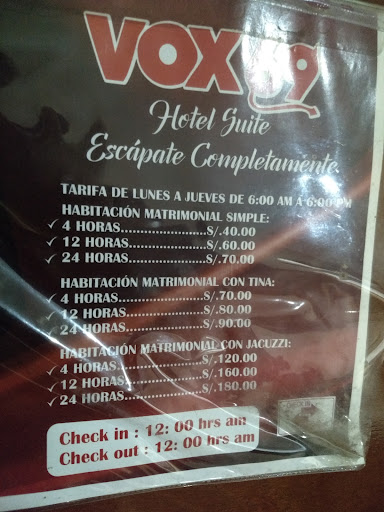 VOX 69
Hotel Suite
Escápate Completamente
TARIFA DE LUNES A JUEVES DE 6:00 AM A 6:00 PM
HABITACIÓN MATRIMONIAL SIMPLE:
✓ 4 HORAS.......................S/.40.00
✓ 12 HORAS.....................S/.60.00
✓ 24 HORAS.....................S/.70.00
HABITACIÓN MATRIMONIAL CON TINA:
✓ 4 HORAS.......................S/.70.00
✓ 12 HORAS.....................S/.80.00
✓ 24 HORAS.....................S/.90.00
HABITACIÓN MATRIMONIAL CON JACUZZI:
✓ 4 HORAS.......................S/.120.00
✓ 12 HORAS.....................S/.160.00
✓ 24 HORAS.....................S/.180.00
Check in : 12: 00 hrs am
Check out : 12: 00 hrs am